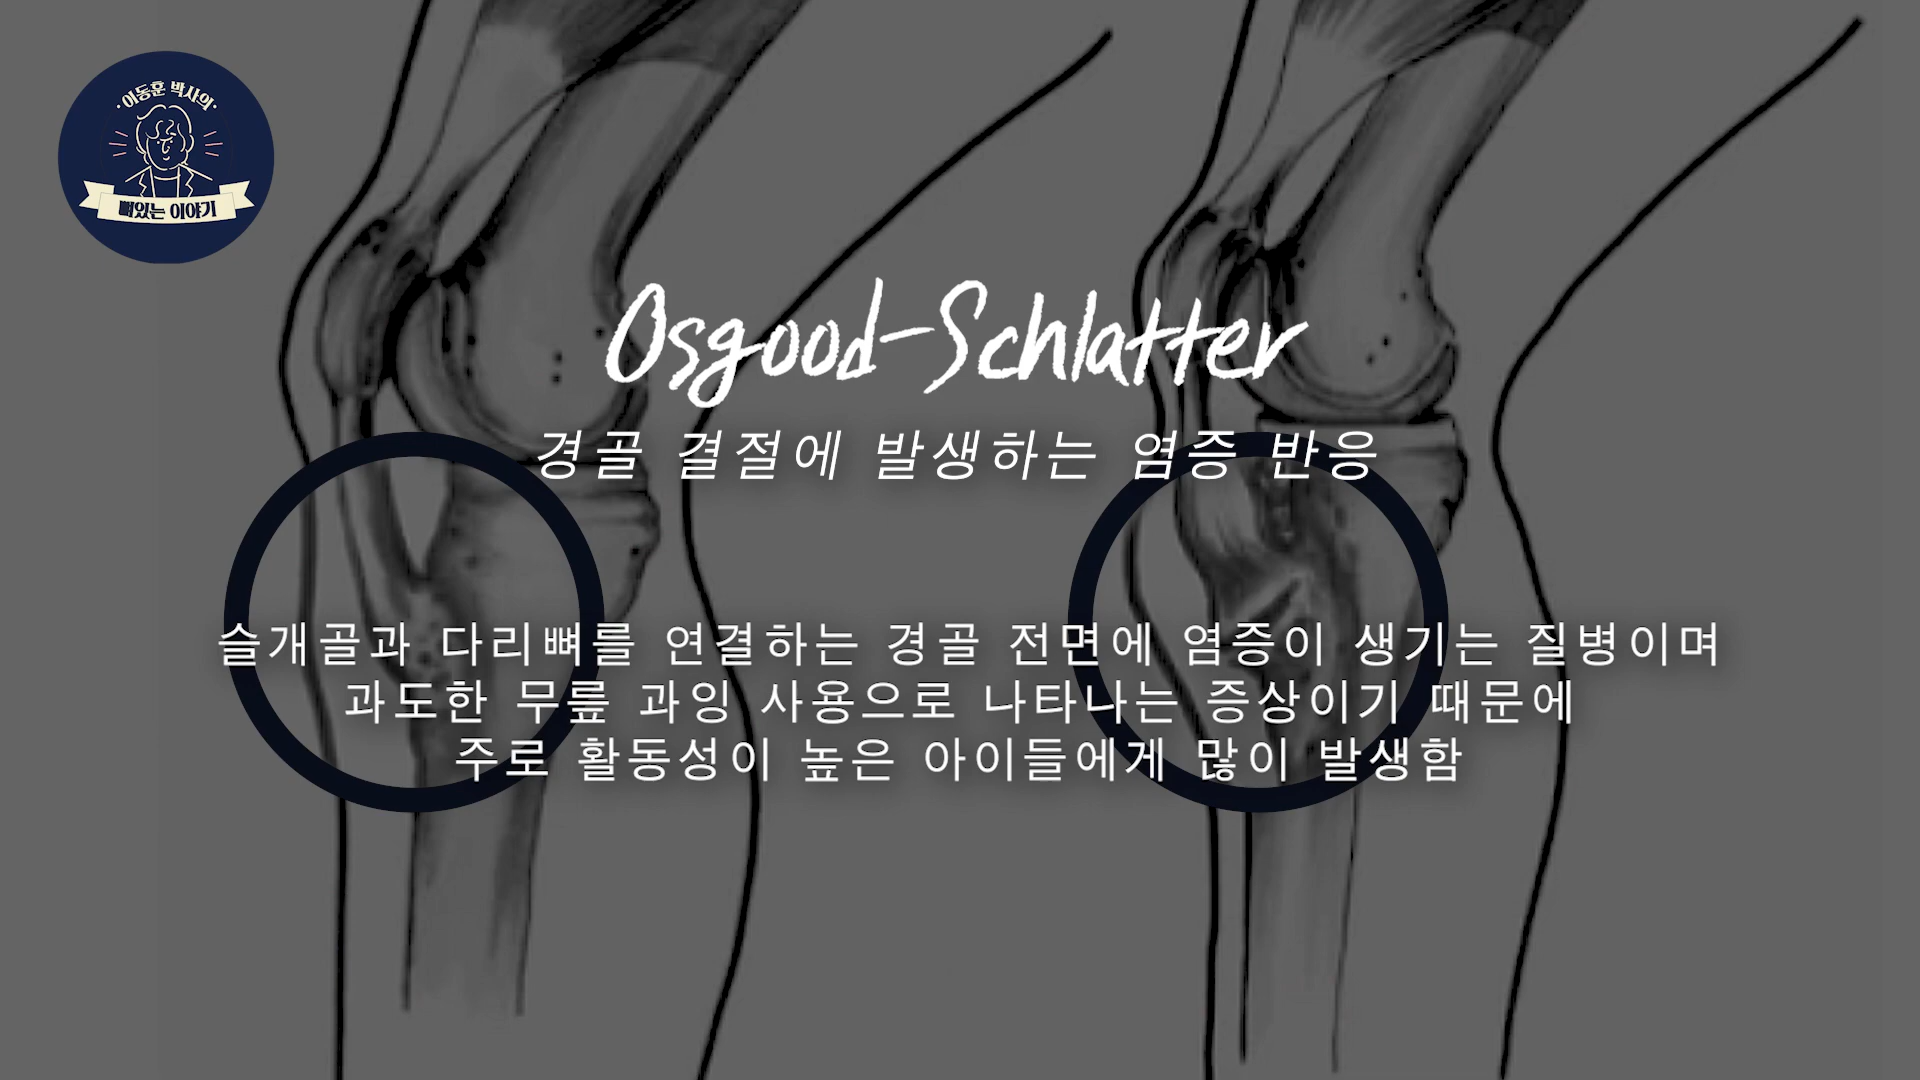 ·이동훈 박사의·
뼈있는 이야기
Osgood-Schlatter
경골 결절에 발생하는 염증 반응
슬개골과 다리뼈를 연결하는 경골 전면에 염증이 생기는 질병이며
과도한 무릎 과잉 사용으로 나타나는 증상이기 때문에
주로 활동성이 높은 아이들에게 많이 발생함